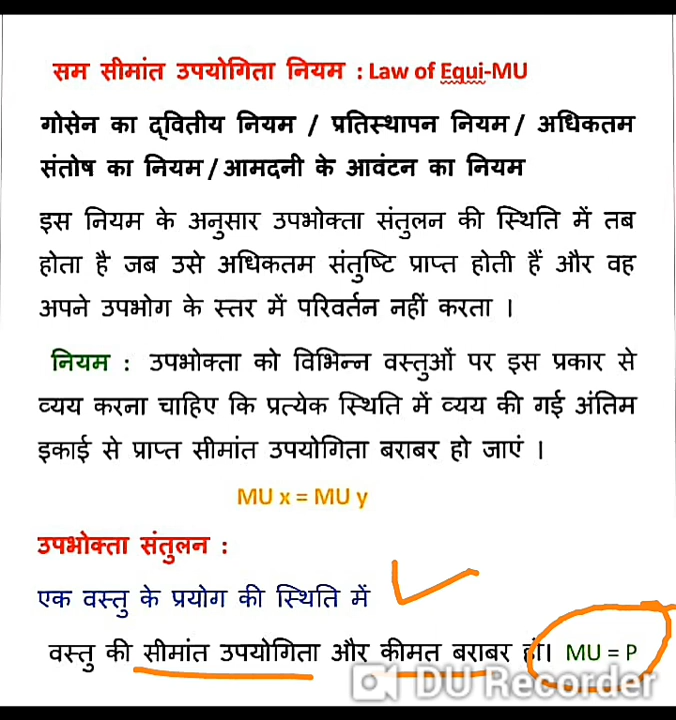 सम सीमांत उपयोगिता नियम : Law of Equi-MU
गोसेन का द्वितीय नियम / प्रतिस्थापन नियम / अधिकतम
संतोष का नियम / आमदनी के आवंटन का नियम
इस नियम के अनुसार उपभोक्ता संतुलन की स्थिति में तब
होता है जब उसे अधिकतम संतुष्टि प्राप्त होती हैं और वह
अपने उपभोग के स्तर में परिवर्तन नहीं करता ।
नियम : उपभोक्ता को विभिन्न वस्तुओं पर इस प्रकार से
व्यय करना चाहिए कि प्रत्येक स्थिति में व्यय की गई अंतिम
इकाई से प्राप्त सीमांत उपयोगिता बराबर हो जाएं ।
MU x = MU y
उपभोक्ता संतुलन :
एक वस्तु के प्रयोग की स्थिति में
वस्तु की सीमांत उपयोगिता और कीमत बराबर हो। MU = P
DU Recorder